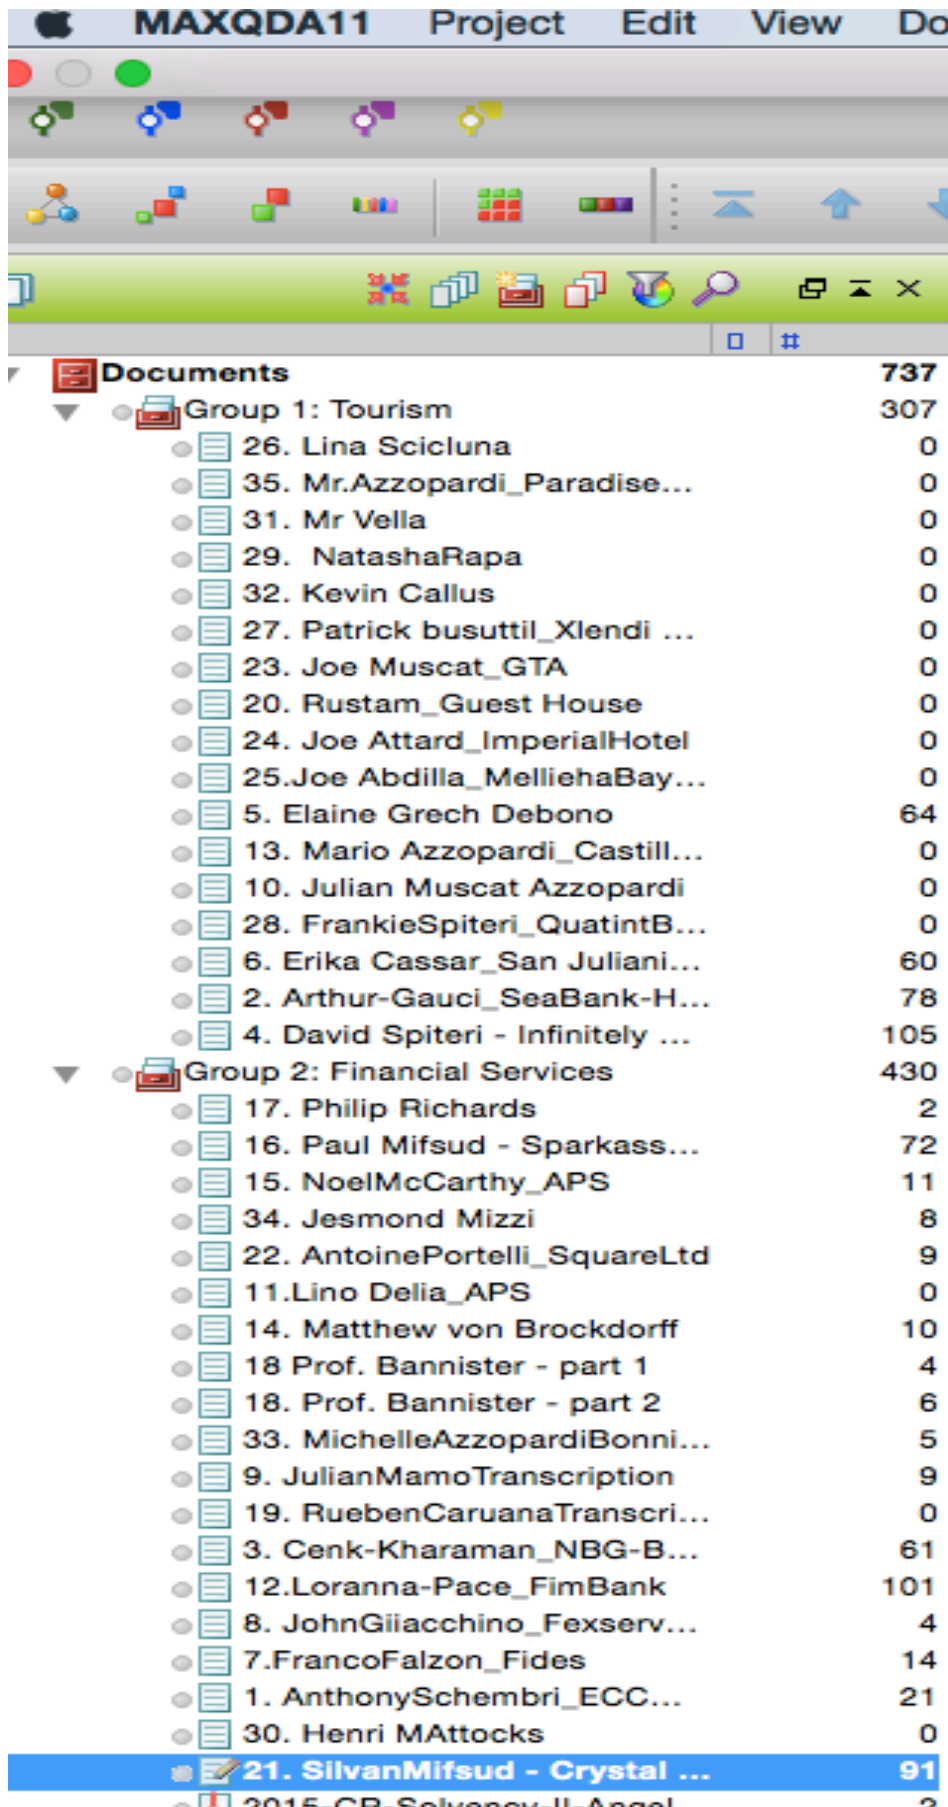 MAXQDA11 Project Edit View Do
Documents 737
Group 1: Tourism 307
26. Lina Scicluna 0
35. Mr.Azzopardi_Paradise... 0
31. Mr Vella 0
29. NatashaRapa 0
32. Kevin Callus 0
27. Patrick busuttil_Xlendi ... 0
23. Joe Muscat_GTA 0
20. Rustam_Guest House 0
24. Joe Attard_ImperialHotel 0
25.Joe Abdilla_MelliehaBay... 0
5. Elaine Grech Debono 64
13. Mario Azzopardi_Castill... 0
10. Julian Muscat Azzopardi 0
28. FrankieSpiteri_QuatintB... 0
6. Erika Cassar_San Juliani... 60
2. Arthur-Gauci_SeaBank-H... 78
4. David Spiteri - Infinitely ... 105
Group 2: Financial Services 430
17. Philip Richards 2
16. Paul Mifsud - Sparkass... 72
15. NoelMcCarthy_APS 11
34. Jesmond Mizzi 8
22. AntoinePortelli_SquareLtd 9
11.Lino Delia_APS 0
14. Matthew von Brockdorff 10
18 Prof. Bannister - part 1 4
18. Prof. Bannister - part 2 6
33. MichelleAzzopardiBonni... 5
9. JulianMamoTranscription 9
19. RuebenCaruanaTranscri... 0
3. Cenk-Kharaman_NBG-B... 61
12.Loranna-Pace_FimBank 101
8. JohnGiiacchino_Fexserv... 4
7.FrancoFalzon_Fides 14
1. AnthonySchembri_ECC... 21
30. Henri MAttocks 0
21. SilvanMifsud - Crystal ... 91
2015-CP-Solvency-II-Angel